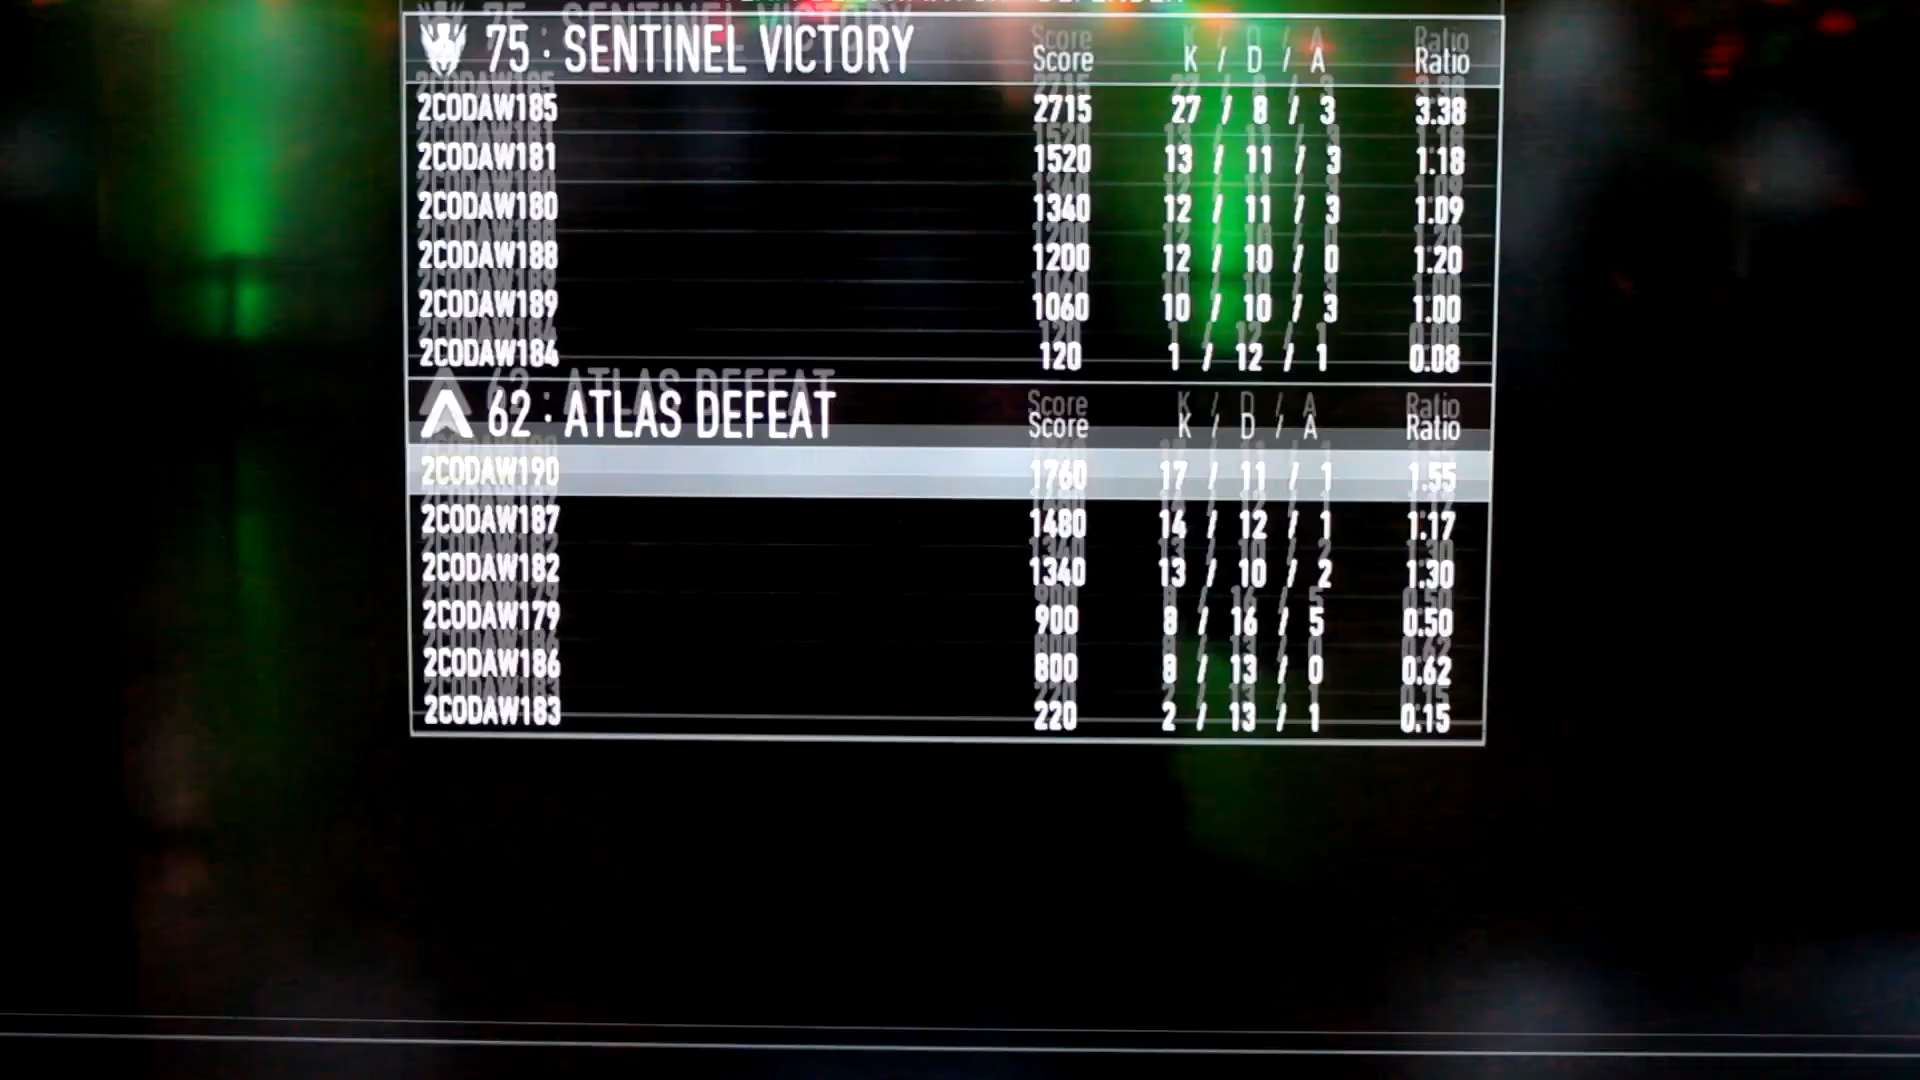 75 : SENTINEL VICTORY Score K / D / A Ratio
2CODAW185 2715 27 / 8 / 3 3.38
2CODAW181 1520 13 / 11 / 3 1.18
2CODAW180 1340 12 / 11 / 3 1.09
2CODAW188 1200 12 / 10 / 0 1.20
2CODAW189 1060 10 / 10 / 3 1.00
2CODAW184 120 1 / 12 / 1 0.08
62 : ATLAS DEFEAT Score K / D / A Ratio
2CODAW190 1760 17 / 11 / 1 1.55
2CODAW187 1480 14 / 12 / 1 1.17
2CODAW182 1340 13 / 10 / 2 1.30
2CODAW179 900 8 / 16 / 5 0.50
2CODAW186 800 8 / 13 / 0 0.62
2CODAW183 220 2 / 13 / 1 0.15